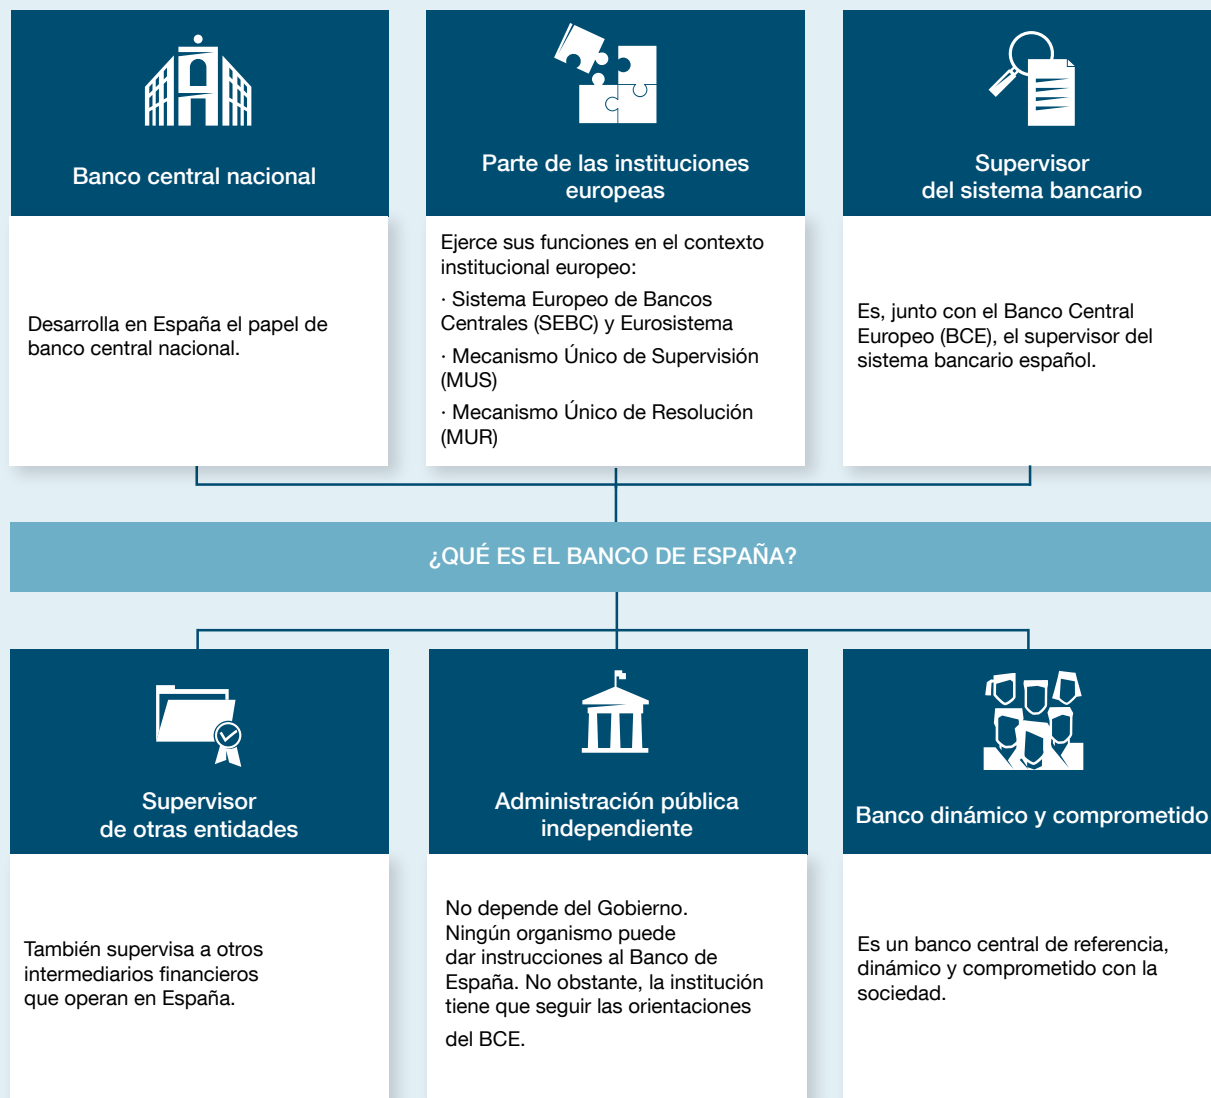 Banco central nacional
Desarrolla en España el papel de
banco central nacional.
Parte de las instituciones
europeas
Ejerce sus funciones en el contexto
institucional europeo:
· Sistema Europeo de Bancos
Centrales (SEBC) y Eurosistema
· Mecanismo Único de Supervisión
(MUS)
· Mecanismo Único de Resolución
(MUR)
Supervisor
del sistema bancario
Es, junto con el Banco Central
Europeo (BCE), el supervisor del
sistema bancario español.
¿QUÉ ES EL BANCO DE ESPAÑA?
Supervisor
de otras entidades
También supervisa a otros
intermediarios financieros
que operan en España.
Administración pública
independiente
No depende del Gobierno.
Ningún organismo puede
dar instrucciones al Banco de
España. No obstante, la institución
tiene que seguir las orientaciones
del BCE.
Banco dinámico y comprometido
Es un banco central de referencia,
dinámico y comprometido con la
sociedad.